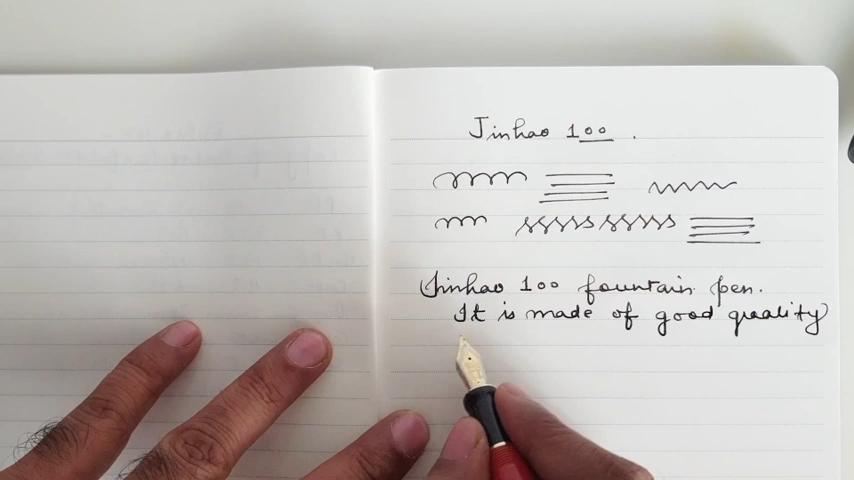 Jinhao 100 .
Jinhao 100 fountain pen.
It is made of good quality